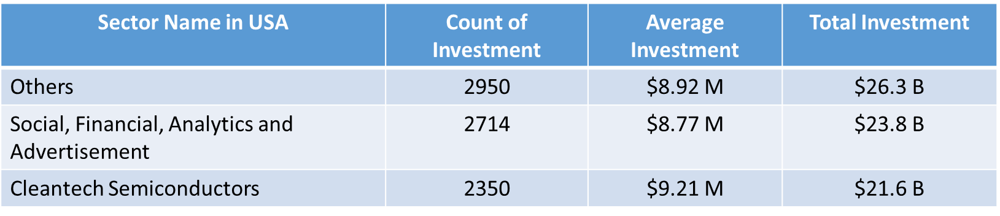 Sector Name in USA
Count of
Investment
Average
Investment
Total Investment
Others
2950
$8.92 M
$26.3 B
Social, Financial, Analytics and
Advertisement
2714
$8.77 M
$23.8 B
Cleantech Semiconductors
2350
$9.21 M
$21.6 B